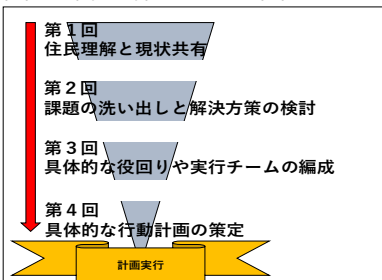 第１回
住民理解と現状共有
第２回
課題の洗い出しと解決方策の検討
第３回
具体的な役回りや実行チームの編成
第４回
具体的な行動計画の策定
計画実行